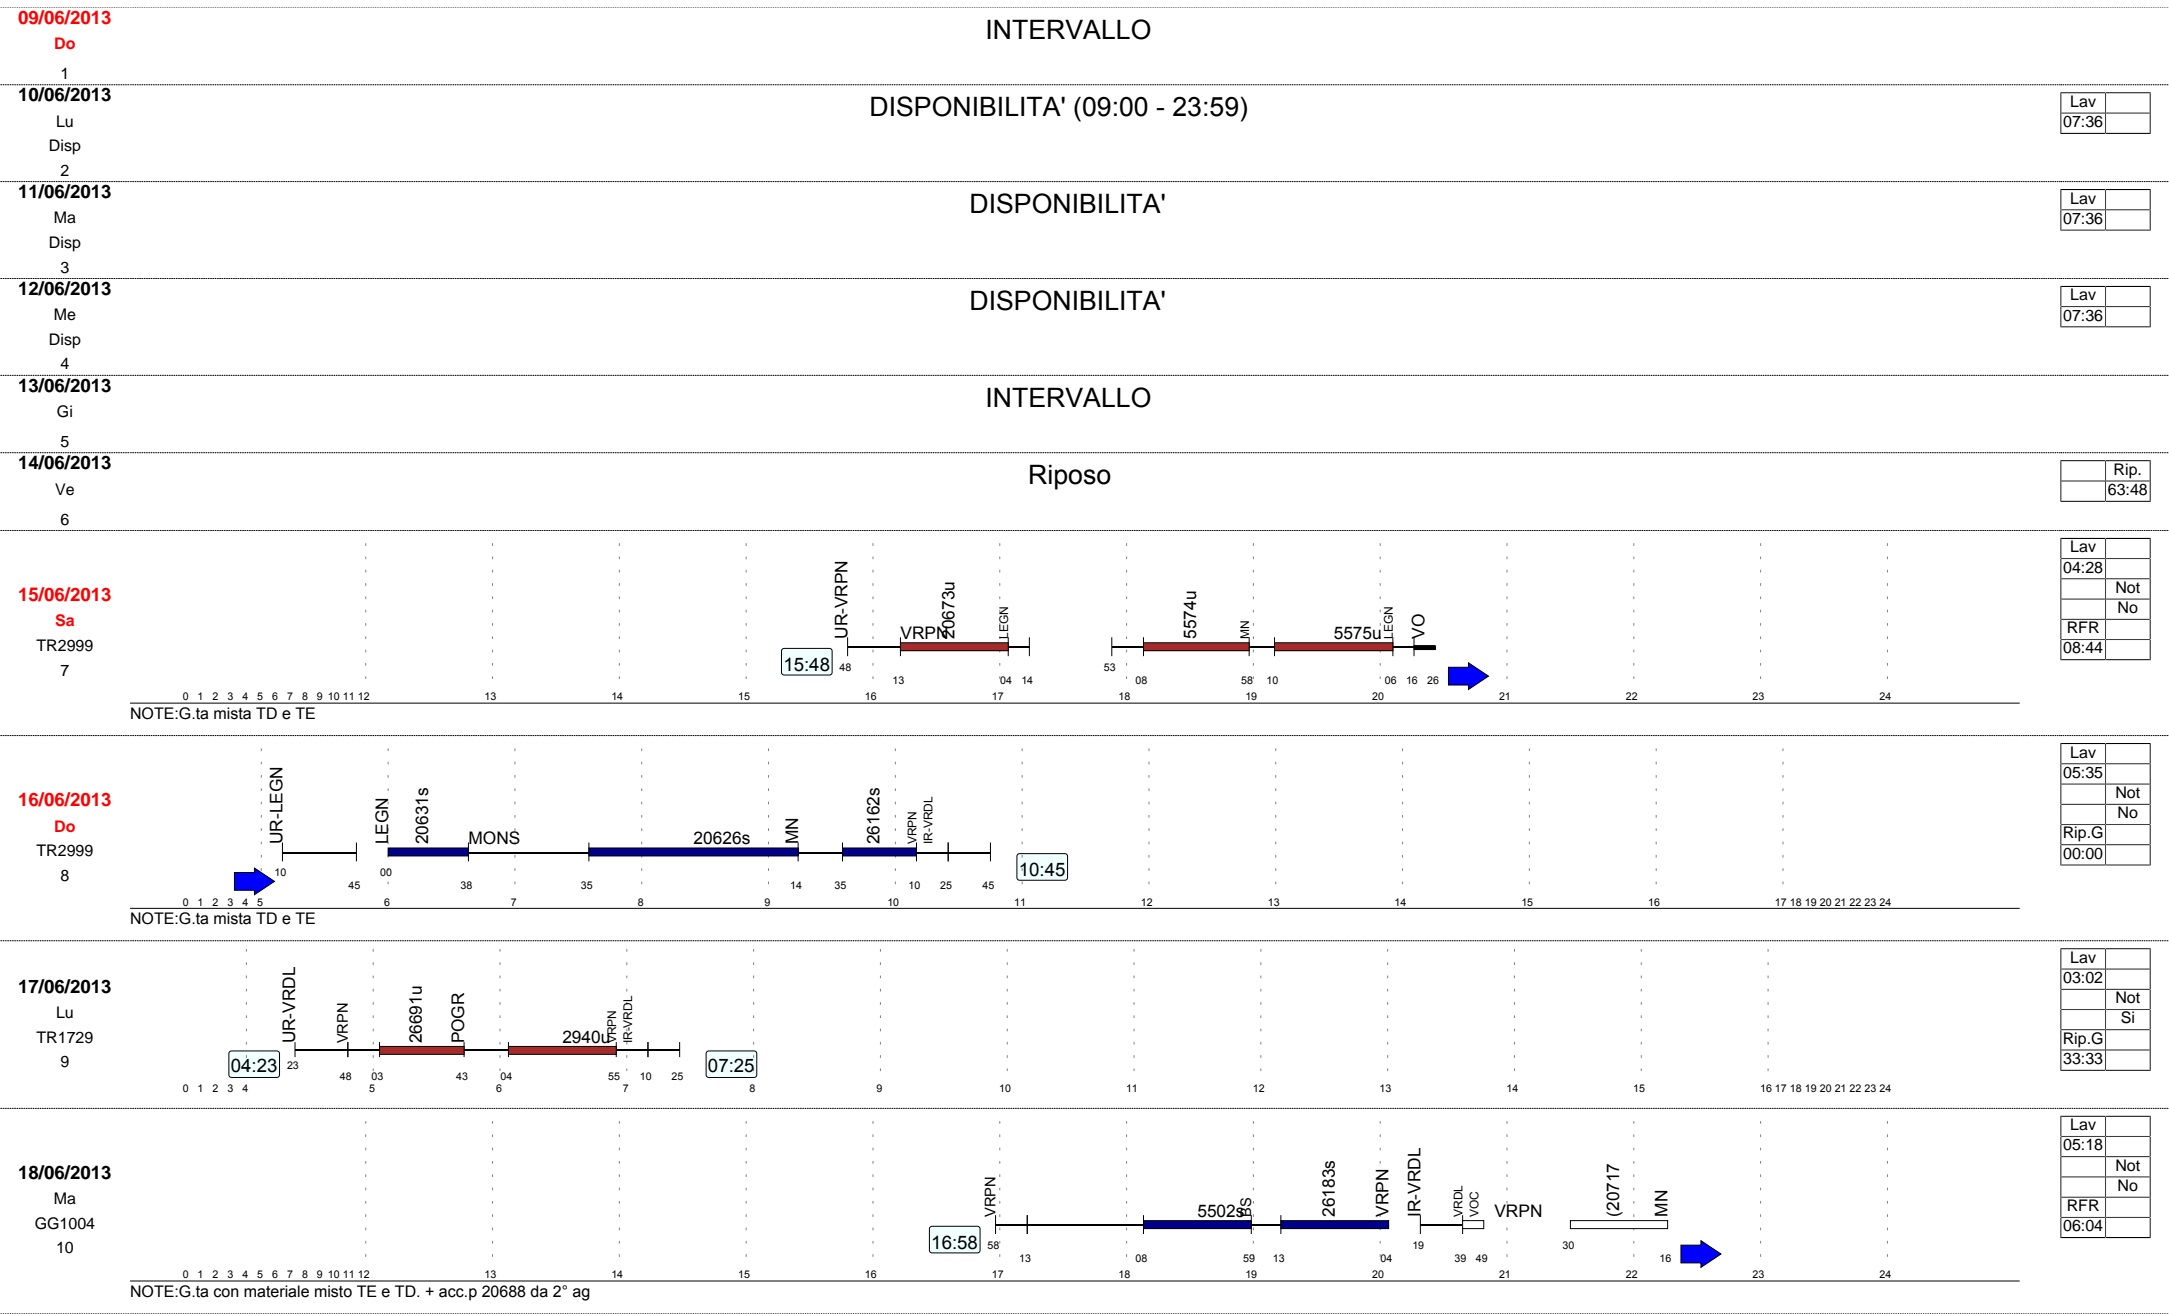 09/06/2013
Do
1
INTERVALLO
10/06/2013
Lu
Disp
2
DISPONIBILITA' (09:00 - 23:59)
Lav
07:36
11/06/2013
Ma
Disp
3
DISPONIBILITA'
Lav
07:36
12/06/2013
Me
Disp
4
DISPONIBILITA'
Lav
07:36
13/06/2013
Gi
5
INTERVALLO
14/06/2013
Ve
6
Riposo
Rip.
63:48
15/06/2013
Sa
TR2999
7
UR-VRPN VRPN 20673u LEGN 5574u MN 5575u LEGN VO
15:48 48 13 04 14 53 08 58 10 06 16 26
0 1 2 3 4 5 6 7 8 9 10 11 12 13 14 15 16 17 18 19 20 21 22 23 24
NOTE:G.ta mista TD e TE
Lav
04:28
Not
No
RFR
08:44
16/06/2013
Do
TR2999
8
UR-LEGN LEGN 20631s MONS 20626s MN 26162s VRPN IR-VRDL
10 45 00 38 35 14 35 10 25 45 10:45
0 1 2 3 4 5 6 7 8 9 10 11 12 13 14 15 16 17 18 19 20 21 22 23 24
NOTE:G.ta mista TD e TE
Lav
05:35
Not
No
Rip.G
00:00
17/06/2013
Lu
TR1729
9
UR-VRDL VRPN 26691u POGR 2940u VRPN IR-VRDL
04:23 23 48 03 43 04 55 10 25 07:25
0 1 2 3 4 5 6 7 8 9 10 11 12 13 14 15 16 17 18 19 20 21 22 23 24
Lav
03:02
Not
Si
Rip.G
33:33
18/06/2013
Ma
GG1004
10
VRPN 5502s BS 26183s VRPN IR-VRDL VRDL VOC VRPN (20717 MN
16:58 58 13 08 59 13 04 19 39 49 30 16
0 1 2 3 4 5 6 7 8 9 10 11 12 13 14 15 16 17 18 19 20 21 22 23 24
NOTE:G.ta con materiale misto TE e TD. + acc.p 20688 da 2° ag
Lav
05:18
Not
No
RFR
06:04